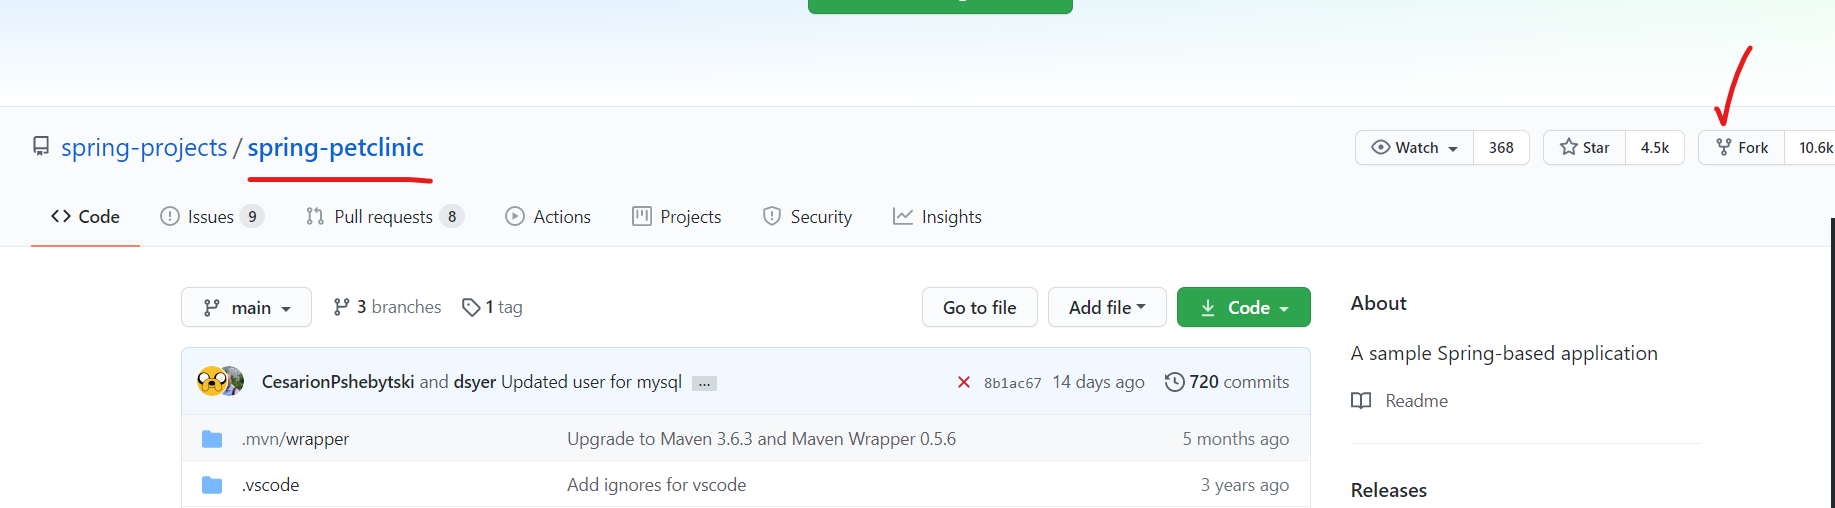 spring-projects / spring-petclinic
Watch 368 Star 4.5k Fork 10.6k
Code Issues 9 Pull requests 8 Actions Projects Security Insights
main 3 branches 1 tag Go to file Add file Code
About
A sample Spring-based application
CesarionPshebytski and dsyer Updated user for mysql ... 8b1ac67 14 days ago 720 commits
Readme
.mvn/wrapper Upgrade to Maven 3.6.3 and Maven Wrapper 0.5.6 5 months ago
.vscode Add ignores for vscode 3 years ago
Releases